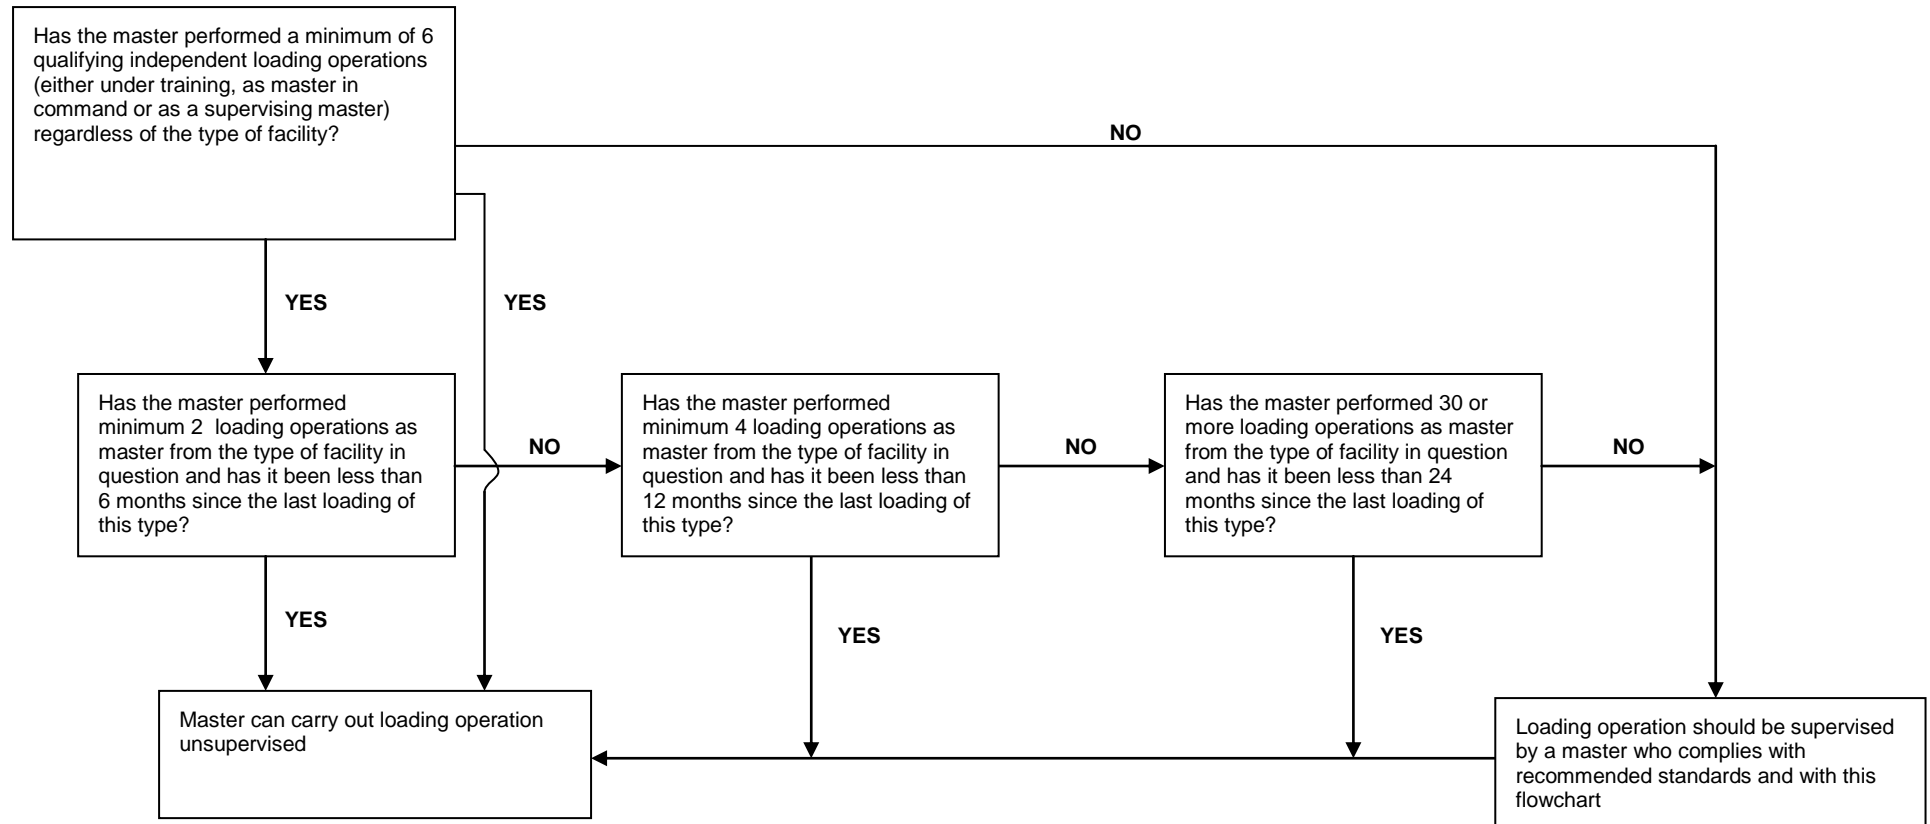 Has the master performed a minimum of 6
qualifying independent loading operations
(either under training, as master in
command or as a supervising master)
regardless of the type of facility?
NO
YES
YES
Has the master performed
minimum 2 loading operations as
master from the type of facility in
question and has it been less than
6 months since the last loading of
this type?
NO
Has the master performed
minimum 4 loading operations as
master from the type of facility in
question and has it been less than
12 months since the last loading of
this type?
NO
Has the master performed 30 or
more loading operations as master
from the type of facility in question
and has it been less than 24
months since the last loading of
this type?
NO
YES
YES
YES
Master can carry out loading operation
unsupervised
Loading operation should be supervised
by a master who complies with
recommended standards and with this
flowchart